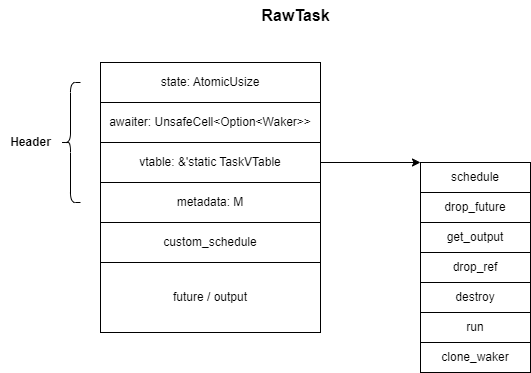 RawTask
state: AtomicUsize
awaiter: UnsafeCell<Option<Waker>>
Header
vtable: &'static TaskVTable
metadata: M
custom_schedule
future / output
schedule
drop_future
get_output
drop_ref
destroy
run
clone_waker